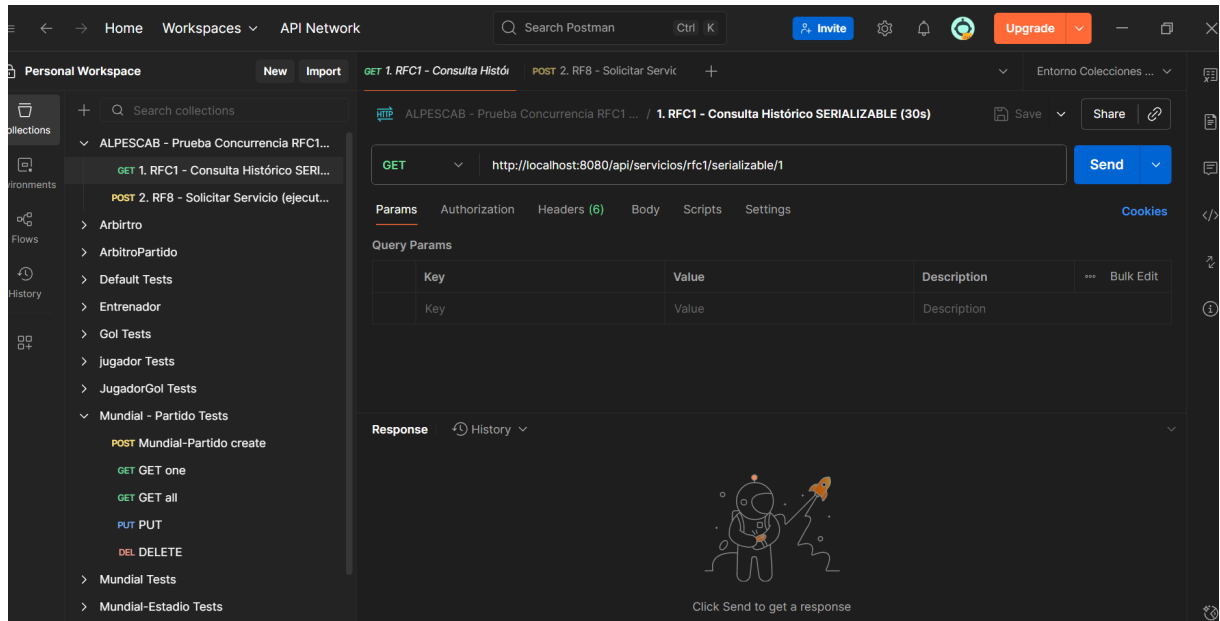 Home Workspaces API Network Search Postman Ctrl K Invite Upgrade
Personal Workspace New Import
GET 1. RFC1 - Consulta Histó POST 2. RF8 - Solicitar Servic Entorno Colecciones ...
Search collections
ALPESCAB - Prueba Concurrencia RFC1...
GET 1. RFC1 - Consulta Histórico SERI...
POST 2. RF8 - Solicitar Servicio (ejecut...
Arbirtro
ArbitroPartido
Default Tests
Entrenador
Gol Tests
jugador Tests
JugadorGol Tests
Mundial - Partido Tests
POST Mundial-Partido create
GET GET one
GET GET all
PUT PUT
DEL DELETE
Mundial Tests
Mundial-Estadio Tests
ollections
vironments
Flows
History
HTTP ALPESCAB - Prueba Concurrencia RFC1 ... / 1. RFC1 - Consulta Histórico SERIALIZABLE (30s) Save Share
GET http://localhost:8080/api/servicios/rfc1/serializable/1 Send
Params Authorization Headers (6) Body Scripts Settings Cookies
Query Params
Key Value Description Bulk Edit
Key Value Description
Response History
Click Send to get a response